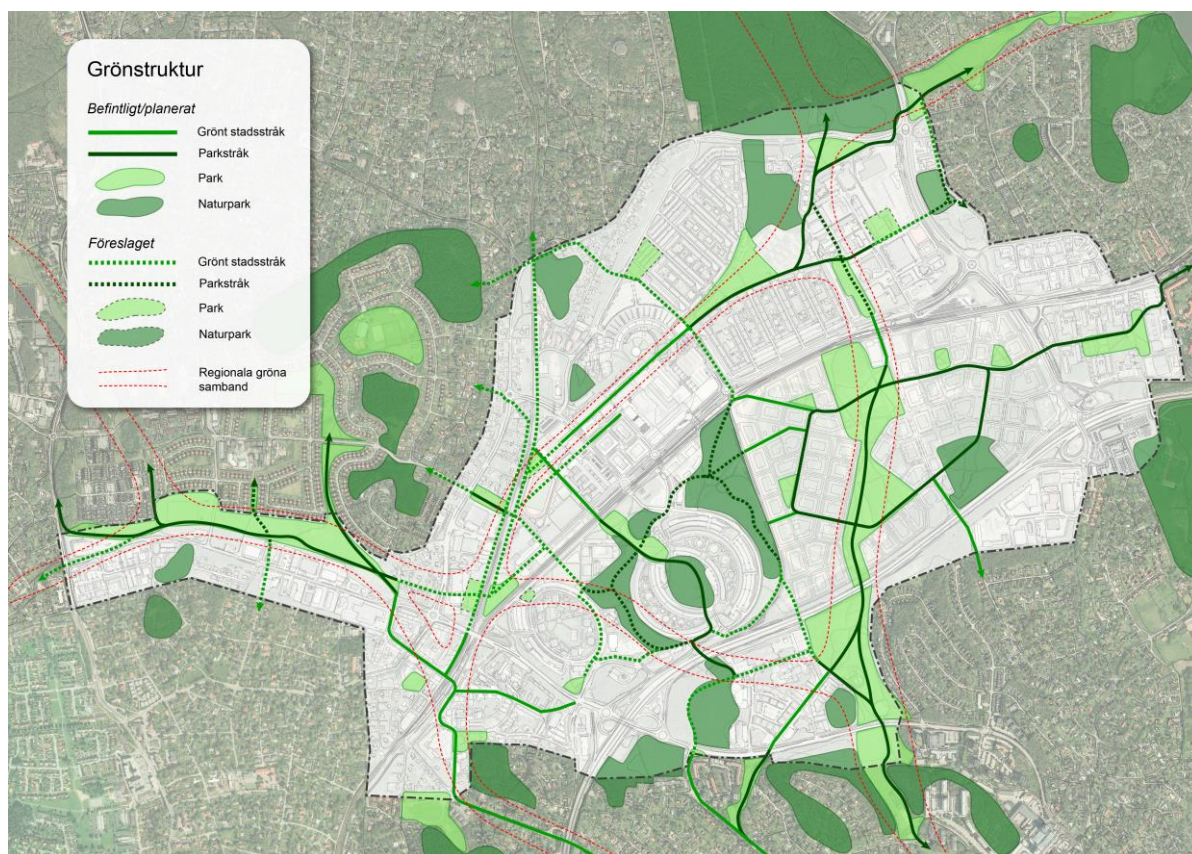 Grönstruktur
Befintligt/planerat
Grönt stadsstråk
Parkstråk
Park
Naturpark
Föreslaget
Grönt stadsstråk
Parkstråk
Park
Naturpark
Regionala gröna
samband